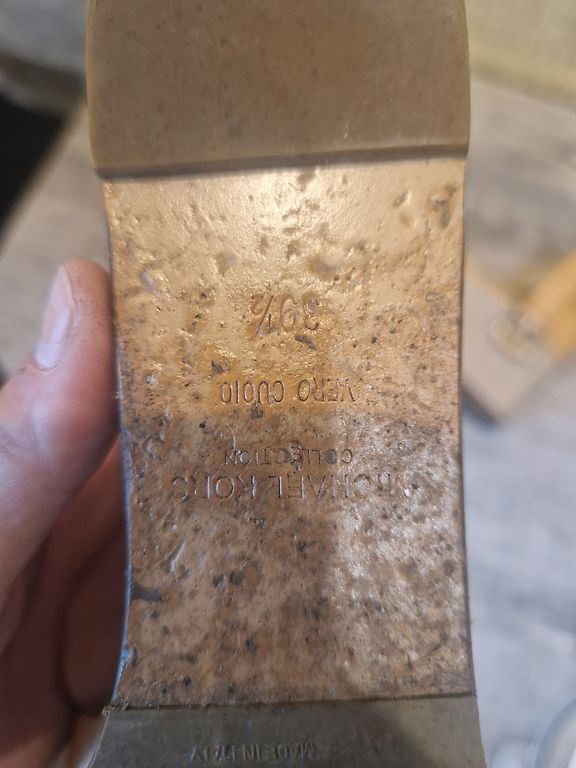 MADE IN ITALY
MICHAEL KORS
COLLECTION
VERO CUOIO
39½